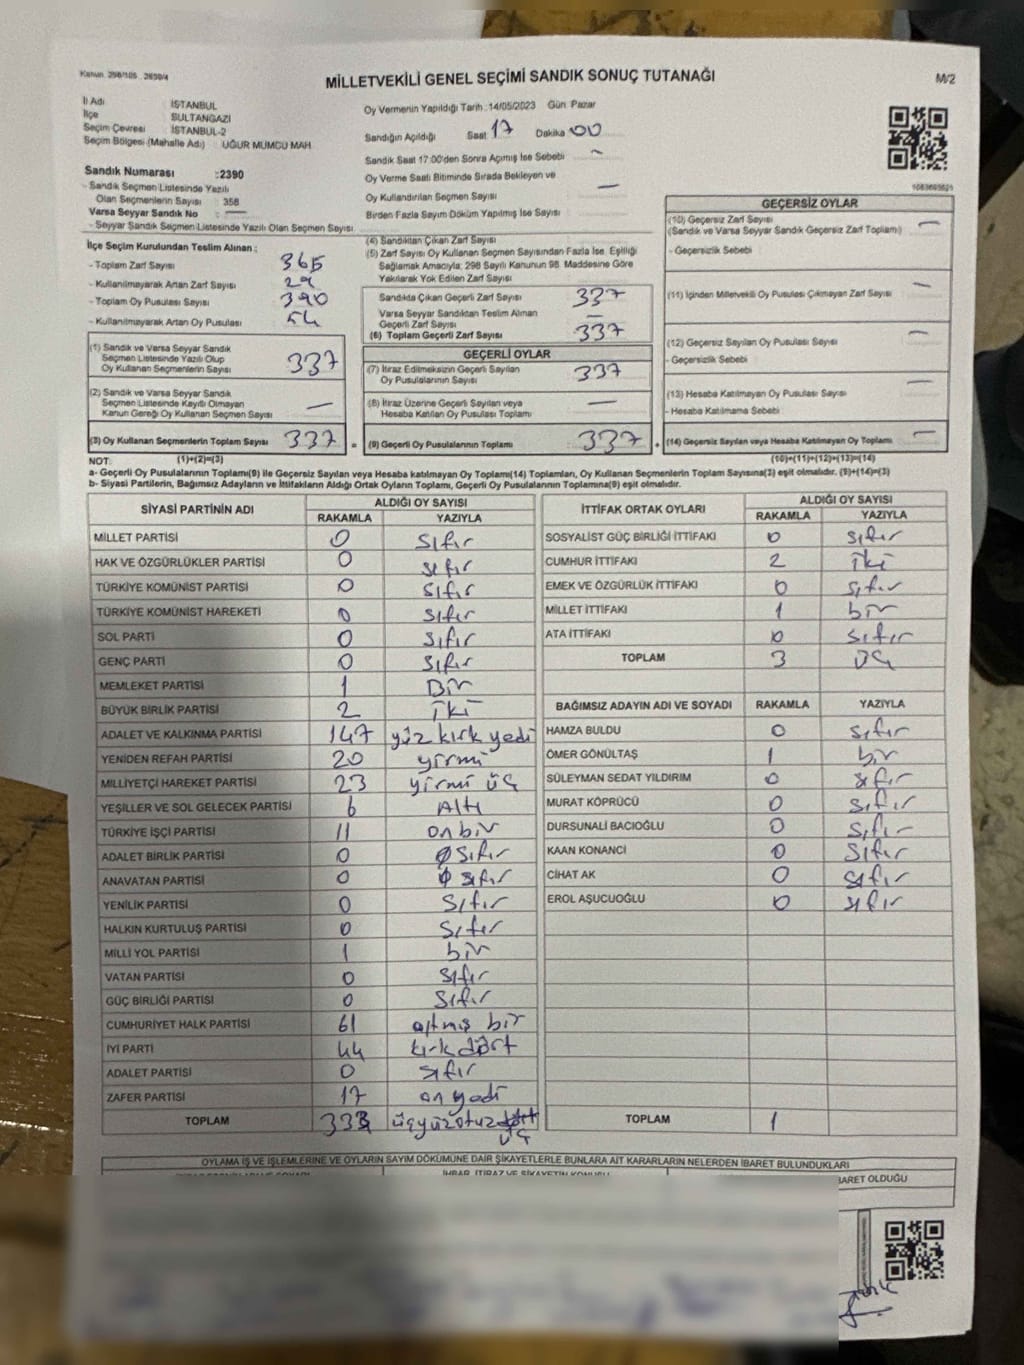 Kanun. 298/105 . 2839/4
MİLLETVEKİLİ GENEL SEÇİMİ SANDIK SONUÇ TUTANAĞI
M/2
İl Adı : İSTANBUL
İlçe : SULTANGAZİ
Seçim Çevresi : İSTANBUL-2
Seçim Bölgesi (Mahalle Adı) : UĞUR MUMCU MAH.
Sandık Numarası : 2390
- Sandık Seçmen Listesinde Yazılı
Olan Seçmenlerin Sayısı : 358
Varsa Seyyar Sandık No : —
- Seyyar Sandık Seçmen Listesinde Yazılı Olan Seçmen Sayısı
Oy Vermenin Yapıldığı Tarih : 14/05/2023 Gün: Pazar
Sandığın Açıldığı Saat 17 Dakika 00
Sandık Saat 17:00'den Sonra Açımış İse Sebebi ~
Oy Verme Saati Bitiminde Sırada Bekleyen ve
Oy Kullandırılan Seçmen Sayısı —
Birden Fazla Sayım Döküm Yapılmış İse Sayısı
İlçe Seçim Kurulundan Teslim Alınan :
- Toplam Zarf Sayısı 365
- Kullanılmayarak Artan Zarf Sayısı
- Toplam Oy Pusulası Sayısı 390
- Kullanılmayarak Artan Oy Pusulası
(1) Sandık ve Varsa Seyyar Sandık
Seçmen Listesinde Yazılı Olup
Oy Kullanan Seçmenlerin Sayısı 337
(2) Sandık ve Varsa Seyyar Sandık
Seçmen Listesinde Kayıtlı Olmayan
Kanun Gereği Oy Kullanan Seçmen Sayısı —
(3) Oy Kullanan Seçmenlerin Toplam Sayısı 337
(1)+(2)=(3)
(4) Sandıktan Çıkan Zarf Sayısı
(5) Zarf Sayısı Oy Kullanan Seçmen Sayısından Fazla İse, Eşitliği
Sağlamak Amacıyla; 298 Sayılı Kanunun 98. Maddesine Göre
Yakılarak Yok Edilen Zarf Sayısı
Sandıkta Çıkan Geçerli Zarf Sayısı 337
Varsa Seyyar Sandıktan Teslim Alınan
Geçerli Zarf Sayısı —
(6) Toplam Geçerli Zarf Sayısı 337
GEÇERLİ OYLAR
(7) İtiraz Edilmeksizin Geçerli Sayılan
Oy Pusulalarının Sayısı 337
(8) İtiraz Üzerine Geçerli Sayılan veya
Hesaba Katılan Oy Pusulası Toplamı —
= (9) Geçerli Oy Pusulalarının Toplamı 337
GEÇERSİZ OYLAR
(10) Geçersiz Zarf Sayısı
(Sandık ve Varsa Seyyar Sandık Geçersiz Zarf Toplamı) —
- Geçersizlik Sebebi
(11) İçinden Milletvekili Oy Pusulası Çıkmayan Zarf Sayısı —
(12) Geçersiz Sayılan Oy Pusulası Sayısı —
- Geçersizlik Sebebi
(13) Hesaba Katılmayan Oy Pusulası Sayısı —
- Hesaba Katılmama Sebebi
+ (14) Geçersiz Sayılan veya Hesaba Katılmayan Oy Toplamı —
(10)+(11)+(12)+(13)=(14)
NOT:
a- Geçerli Oy Pusulalarının Toplamı(9) ile Geçersiz Sayılan veya Hesaba katılmayan Oy Toplamı(14) Toplamları, Oy Kullanan Seçmenlerin Toplam Sayısına(3) eşit olmalıdır. (9)+(14)=(3)
b- Siyasi Partilerin, Bağımsız Adayların ve İttifakların Aldığı Ortak Oyların Toplamı, Geçerli Oy Pusulalarının Toplamına(9) eşit olmalıdır.
SİYASİ PARTİNİN ADI ALDIĞI OY SAYISI
RAKAMLA YAZIYLA
MİLLET PARTİSİ 0 sıfır
HAK VE ÖZGÜRLÜKLER PARTİSİ 0 sıfır
TÜRKİYE KOMÜNİST PARTİSİ 0 sıfır
TÜRKİYE KOMÜNİST HAREKETİ 0 sıfır
SOL PARTİ 0 sıfır
GENÇ PARTİ 0 sıfır
MEMLEKET PARTİSİ 1 Bir
BÜYÜK BİRLİK PARTİSİ 2 iki
ADALET VE KALKINMA PARTİSİ 147 yüz kırk yedi
YENİDEN REFAH PARTİSİ 20 yirmi
MİLLİYETÇİ HAREKET PARTİSİ 23 yirmi üç
YEŞİLLER VE SOL GELECEK PARTİSİ 6 Altı
TÜRKİYE İŞÇİ PARTİSİ 11 on bir
ADALET BİRLİK PARTİSİ 0 sıfır
ANAVATAN PARTİSİ 0 sıfır
YENİLİK PARTİSİ 0 sıfır
HALKIN KURTULUŞ PARTİSİ 0 sıfır
MİLLİ YOL PARTİSİ 1 bir
VATAN PARTİSİ 0 sıfır
GÜÇ BİRLİĞİ PARTİSİ 0 sıfır
CUMHURİYET HALK PARTİSİ 61 altmış bir
İYİ PARTİ 44 kırk dört
ADALET PARTİSİ 0 sıfır
ZAFER PARTİSİ 17 on yedi
TOPLAM 333 üçyüzotuz üç
İTTİFAK ORTAK OYLARI ALDIĞI OY SAYISI
RAKAMLA YAZIYLA
SOSYALİST GÜÇ BİRLİĞİ İTTİFAKI 0 sıfır
CUMHUR İTTİFAKI 2 iki
EMEK VE ÖZGÜRLÜK İTTİFAKI 0 sıfır
MİLLET İTTİFAKI 1 bir
ATA İTTİFAKI 0 sıfır
TOPLAM 3 üç
BAĞIMSIZ ADAYIN ADI VE SOYADI RAKAMLA YAZIYLA
HAMZA BULDU 0 sıfır
ÖMER GÖNÜLTAŞ 1 bir
SÜLEYMAN SEDAT YILDIRIM 0 sıfır
MURAT KÖPRÜCÜ 0 sıfır
DURSUNALİ BACIOĞLU 0 sıfır
KAAN KONANCİ 0 sıfır
CİHAT AK 0 sıfır
EROL AŞUCUOĞLU 0 sıfır
TOPLAM 1
OYLAMA İŞ VE İŞLEMLERİNE VE OYLARIN SAYIM DÖKÜMÜNE DAİR ŞİKAYETLERLE BUNLARA AİT KARARLARIN NELERDEN İBARET BULUNDUKLARI
İHBAR, İTİRAZ VE ŞİKAYETİN KONUSU
BARET OLDUĞU